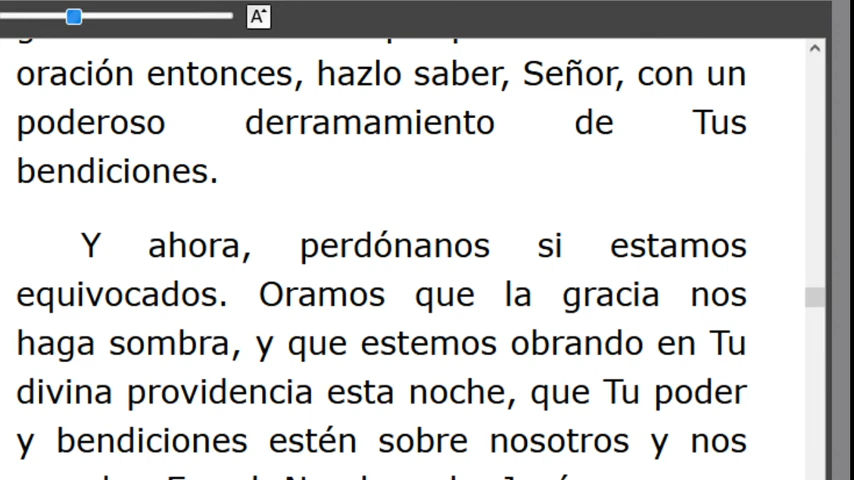 A
oración entonces, hazlo saber, Señor, con un
poderoso derramamiento de Tus
bendiciones.
Y ahora, perdónanos si estamos
equivocados. Oramos que la gracia nos
haga sombra, y que estemos obrando en Tu
divina providencia esta noche, que Tu poder
y bendiciones estén sobre nosotros y nos